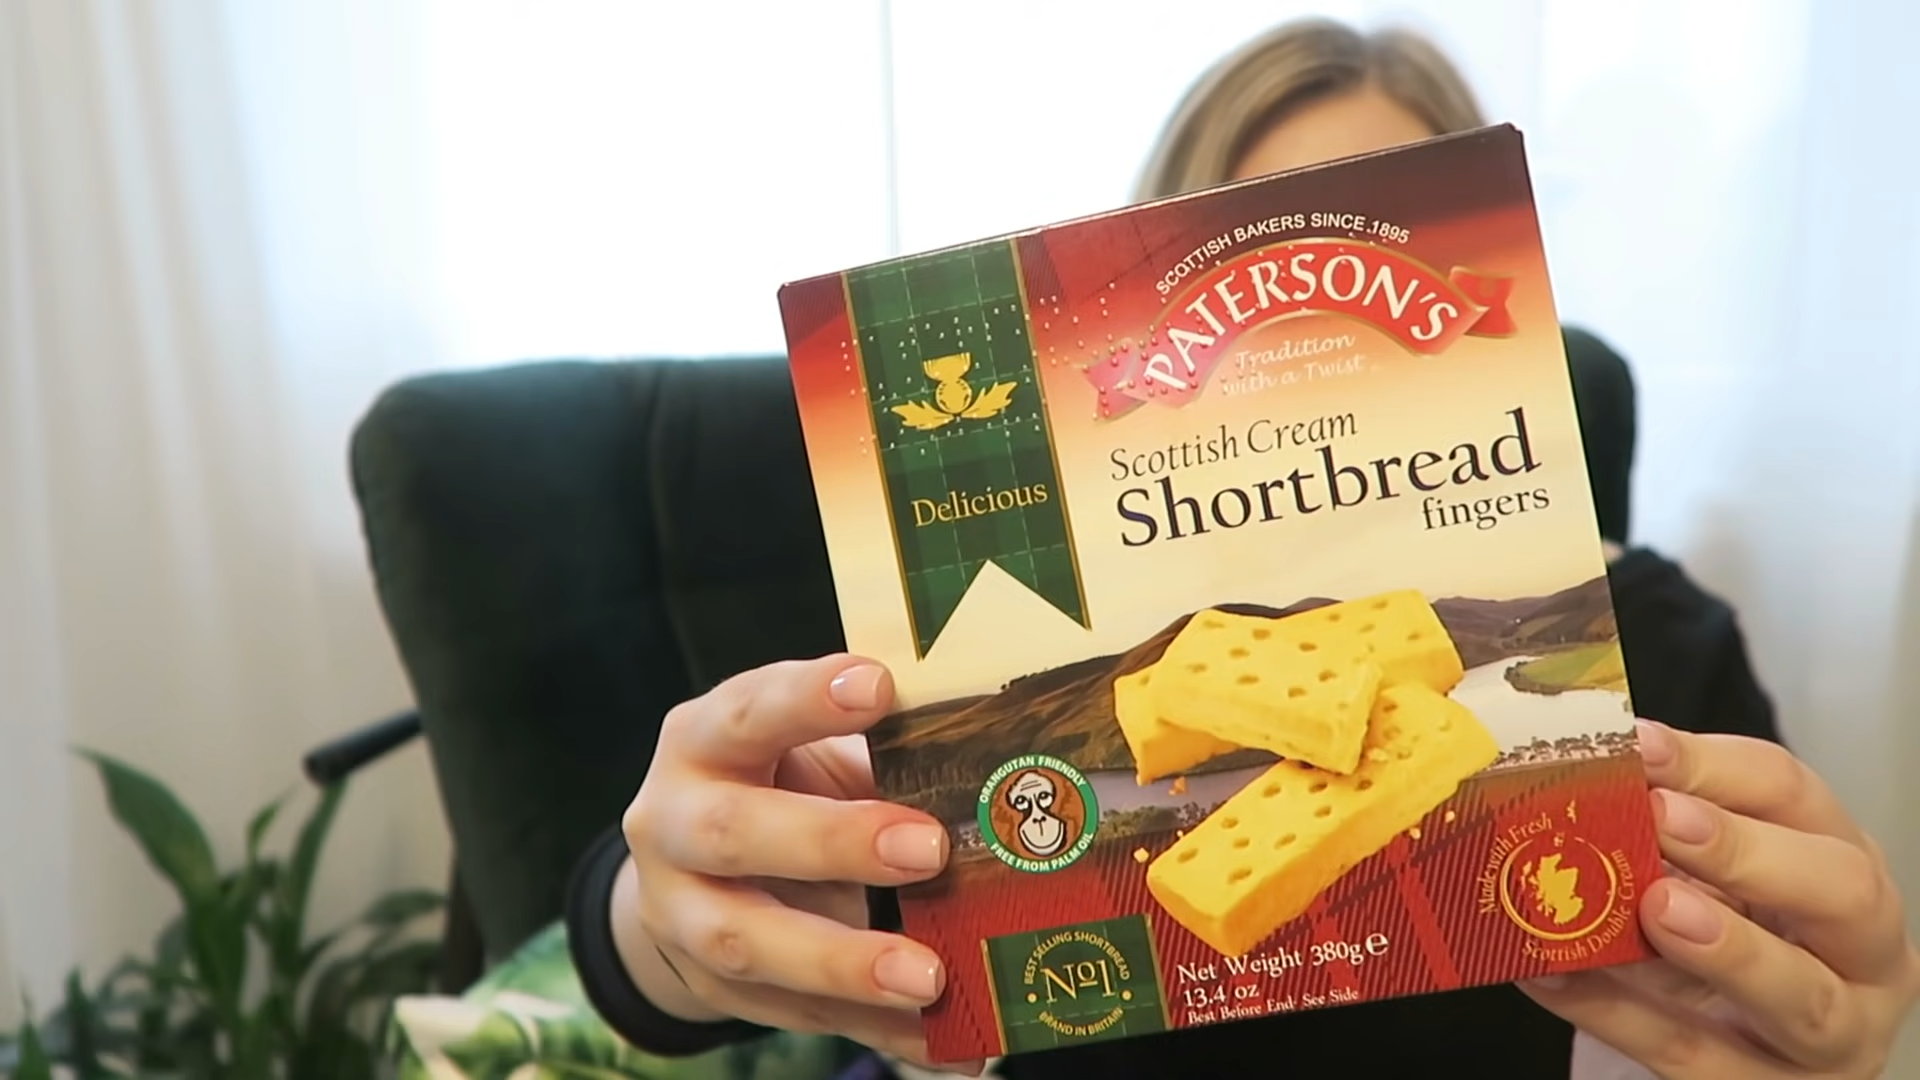 SCOTTISH BAKERS SINCE 1895
PATERSON'S
Tradition
with a Twist
Delicious
Scottish Cream
Shortbread
fingers
ORANGUTAN FRIENDLY
FREE FROM PALM OIL
Made with Fresh
Scottish Double Cream
BEST SELLING SHORTBREAD
Nº1
BRAND IN BRITAIN
Net Weight 380g ℮
13.4 oz
Best Before End: See Side